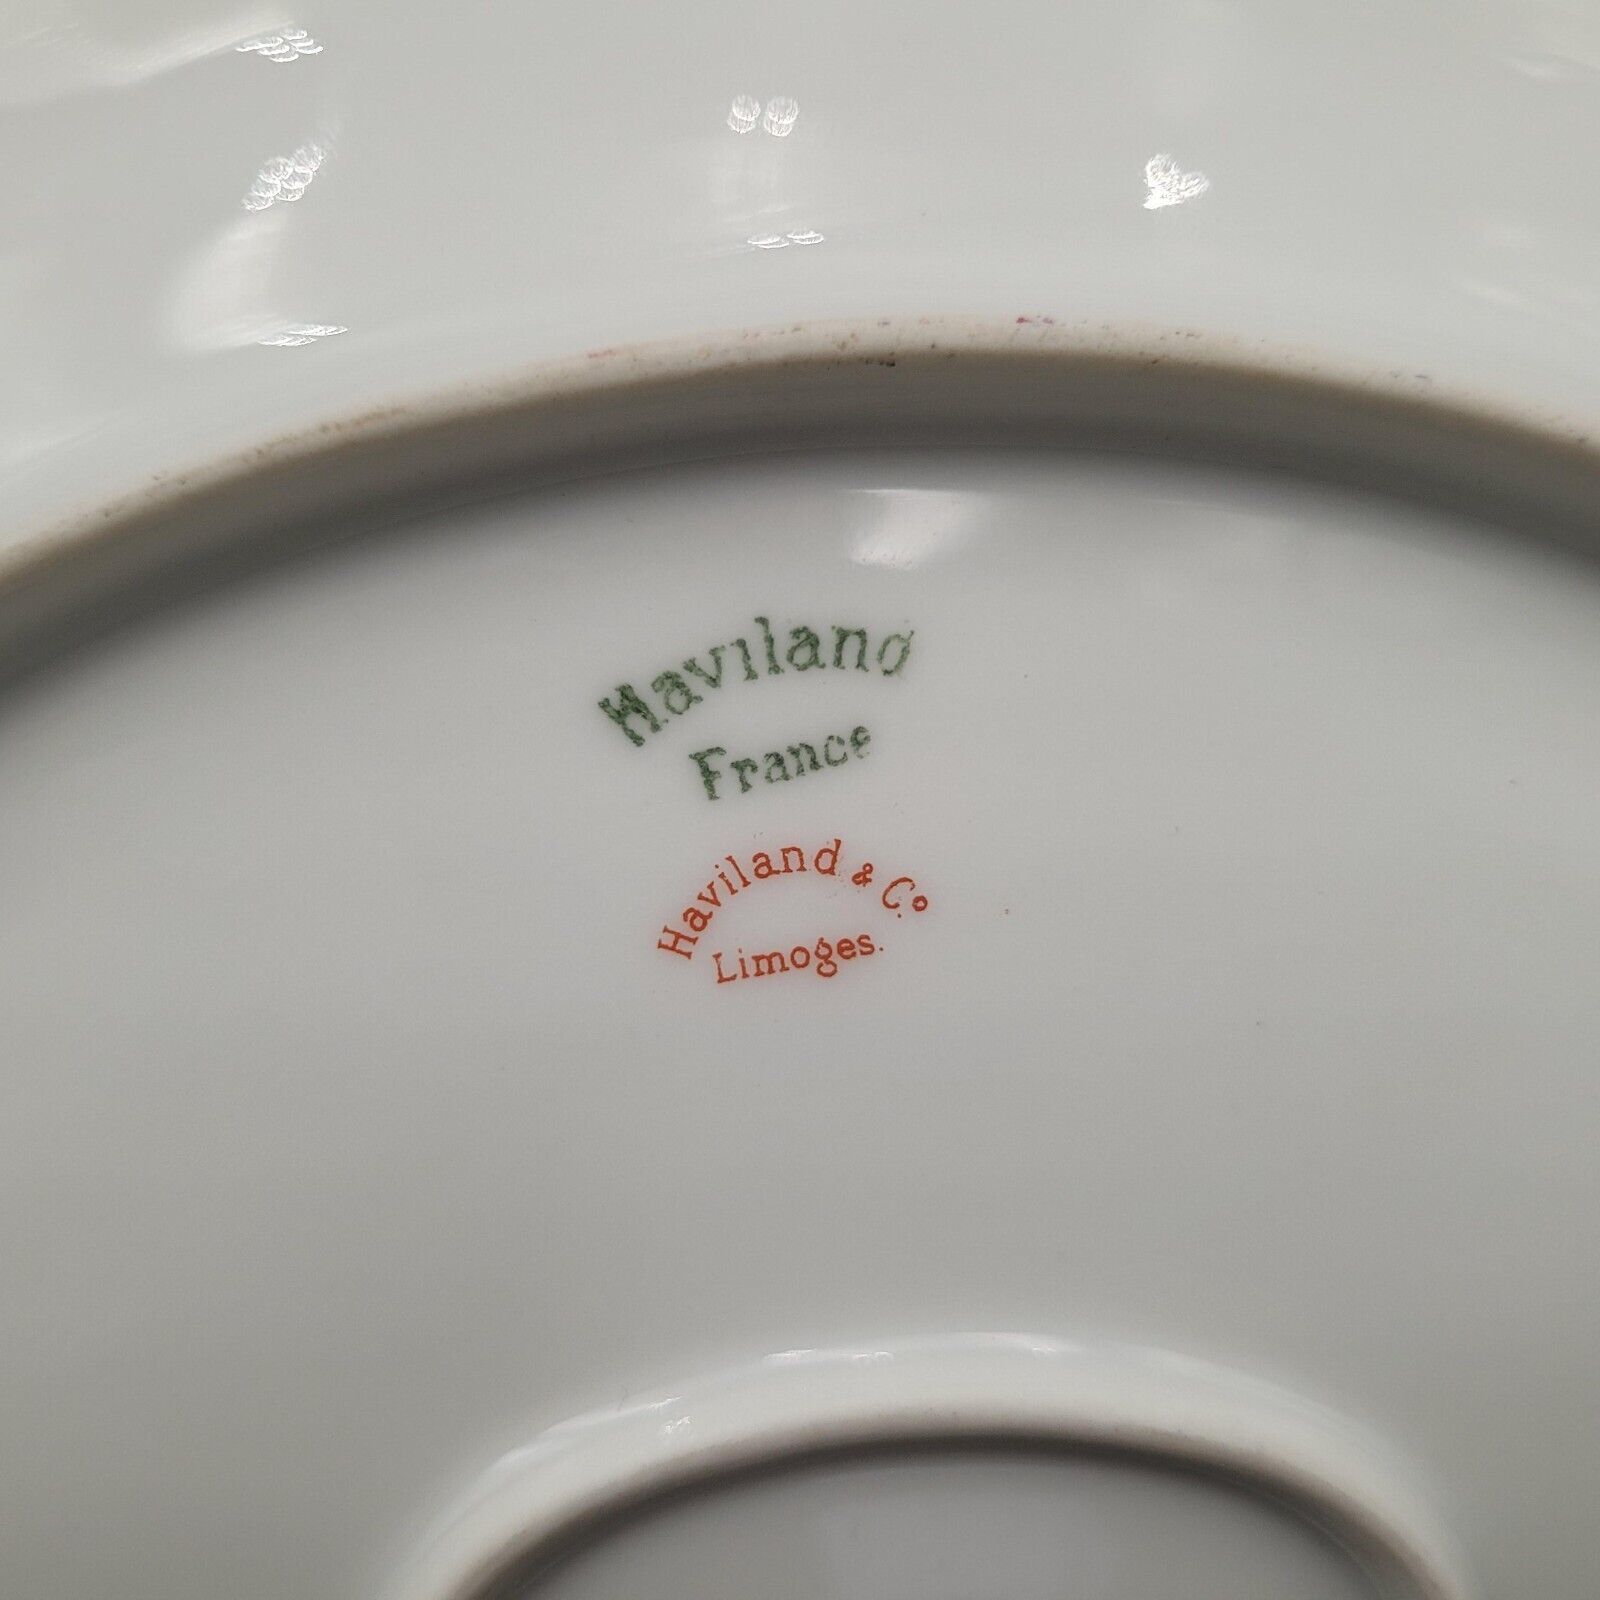 Haviland
France
Haviland & Co.
Limoges.